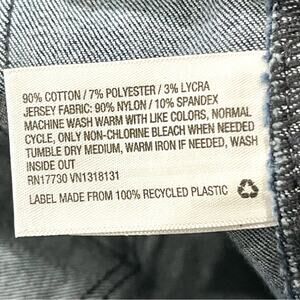 90% COTTON / 7% POLYESTER / 3% LYCRA
JERSEY FABRIC: 90% NYLON / 10% SPANDEX
MACHINE WASH WARM WITH LIKE COLORS, NORMAL
CYCLE, ONLY NON-CHLORINE BLEACH WHEN NEEDED
TUMBLE DRY MEDIUM, WARM IRON IF NEEDED, WASH
INSIDE OUT
RN17730 VN1318131
LABEL MADE FROM 100% RECYCLED PLASTIC